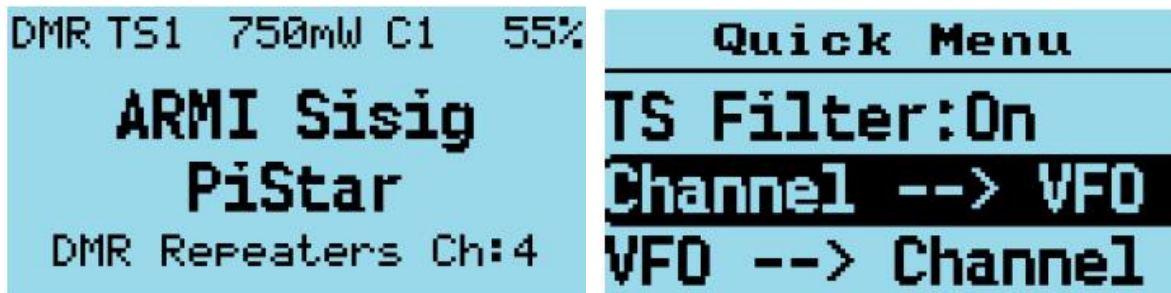 DMR TS1 750mW C1 55%
ARMI Sisig
PiStar
DMR Repeaters Ch:4
Quick Menu
TS Filter:On
Channel --> VFO
VFO --> Channel